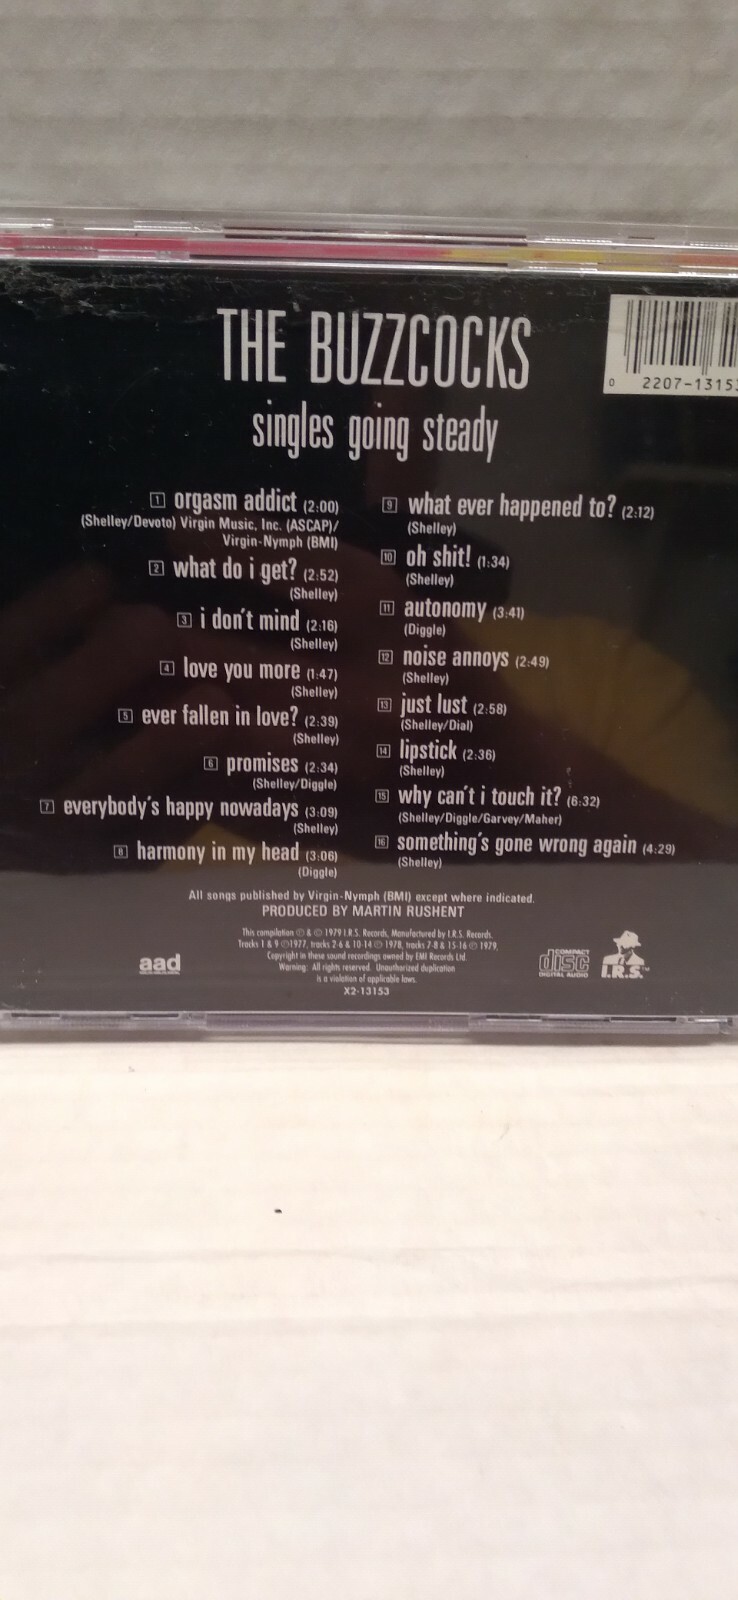 THE BUZZCOCKS
singles going steady
0 2207-13153
1 orgasm addict (2:00)
(Shelley/Devoto) Virgin Music, Inc. (ASCAP)/
Virgin-Nymph (BMI)
2 what do i get? (2:52)
(Shelley)
3 i don't mind (2:16)
(Shelley)
4 love you more (1:47)
(Shelley)
5 ever fallen in love? (2:39)
(Shelley)
6 promises (2:34)
(Shelley/Diggle)
7 everybody's happy nowadays (3:09)
(Shelley)
8 harmony in my head (3:06)
(Diggle)
9 what ever happened to? (2:12)
(Shelley)
10 oh shit! (1:34)
(Shelley)
11 autonomy (3:41)
(Diggle)
12 noise annoys (2:49)
(Shelley)
13 just lust (2:58)
(Shelley/Dial)
14 lipstick (2:36)
(Shelley)
15 why can't i touch it? (6:32)
(Shelley/Diggle/Garvey/Maher)
16 something's gone wrong again (4:29)
(Shelley)
All songs published by Virgin-Nymph (BMI) except where indicated.
PRODUCED BY MARTIN RUSHENT
This compilation ℗ & © 1979 I.R.S. Records, Manufactured by I.R.S. Records.
Tracks 1 & 9 ℗1977, tracks 2-6 & 10-14 ℗ 1978, tracks 7-8 & 15-16 ℗ 1979,
Copyright in these sound recordings owned by EMI Records Ltd.
Warning: All rights reserved. Unauthorized duplication
is a violation of applicable laws.
X2-13153
aad
COMPACT
disc
DIGITAL AUDIO
I.R.S.™